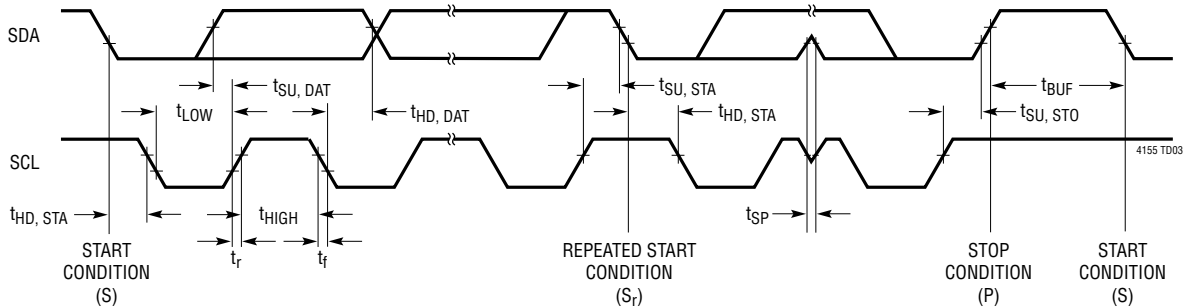 SDA
tSU, DAT
tSU, STA
tBUF
tLOW
tHD, DAT
tHD, STA
tSU, STO
SCL
4155 TD03
tHD, STA
tHIGH
tSP
tr
tf
START
CONDITION
(S)
REPEATED START
CONDITION
(Sr)
STOP
CONDITION
(P)
START
CONDITION
(S)